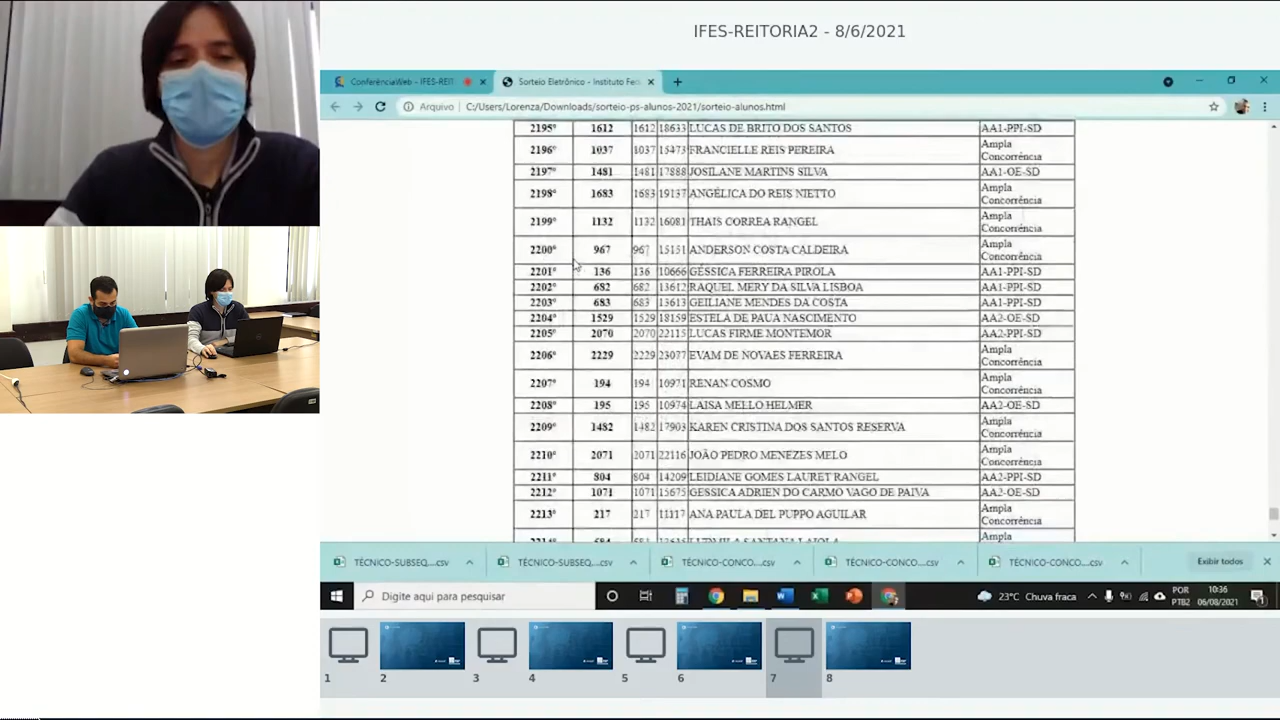 IFES-REITORIA2 - 8/6/2021
ConferênciaWeb - IFES-REIT
Sorteio Eletrônico - Instituto Fe
Arquivo C:/Users/Lorenza/Downloads/sorteio-ps-alunos-2021/sorteio-alunos.html
2195º 1612 1612 18633 LUCAS DE BRITO DOS SANTOS AA1-PPI-SD
2196º 1037 1037 15473 FRANCIELLE REIS PEREIRA Ampla Concorrência
2197º 1481 1481 17888 JOSILANE MARTINS SILVA AA1-OE-SD
2198º 1683 1683 19137 ANGÉLICA DO REIS NIETTO Ampla Concorrência
2199º 1132 1132 16081 THAIS CORREA RANGEL Ampla Concorrência
2200º 967 967 15151 ANDERSON COSTA CALDEIRA Ampla Concorrência
2201º 136 136 10666 GÉSSICA FERREIRA PIROLA AA1-PPI-SD
2202º 682 682 13612 RAQUEL MERY DA SILVA LISBOA AA1-PPI-SD
2203º 683 683 13613 GEILIANE MENDES DA COSTA AA1-PPI-SD
2204º 1529 1529 18159 ESTELA DE PAUA NASCIMENTO AA2-OE-SD
2205º 2070 2070 22115 LUCAS FIRME MONTEMOR AA2-PPI-SD
2206º 2229 2229 23077 EVAM DE NOVAES FERREIRA Ampla Concorrência
2207º 194 194 10971 RENAN COSMO Ampla Concorrência
2208º 195 195 10974 LAISA MELLO HELMER AA2-OE-SD
2209º 1482 1482 17903 KAREN CRISTINA DOS SANTOS RESERVA Ampla Concorrência
2210º 2071 2071 22116 JOÃO PEDRO MENEZES MELO Ampla Concorrência
2211º 804 804 14209 LEIDIANE GOMES LAURET RANGEL AA2-PPI-SD
2212º 1071 1071 15675 GESSICA ADRIEN DO CARMO VAGO DE PAIVA AA2-OE-SD
2213º 217 217 11117 ANA PAULA DEL PUPPO AGUILAR Ampla Concorrência
Ampla
TÉCNICO-SUBSEQ....csv TÉCNICO-SUBSEQ....csv TÉCNICO-CONCO....csv TÉCNICO-CONCO....csv TÉCNICO-CONCO....csv Exibir todos
Digite aqui para pesquisar 23°C Chuva fraca POR PTB2 10:36 06/08/2021
1 2 3 4 5 6 7 8